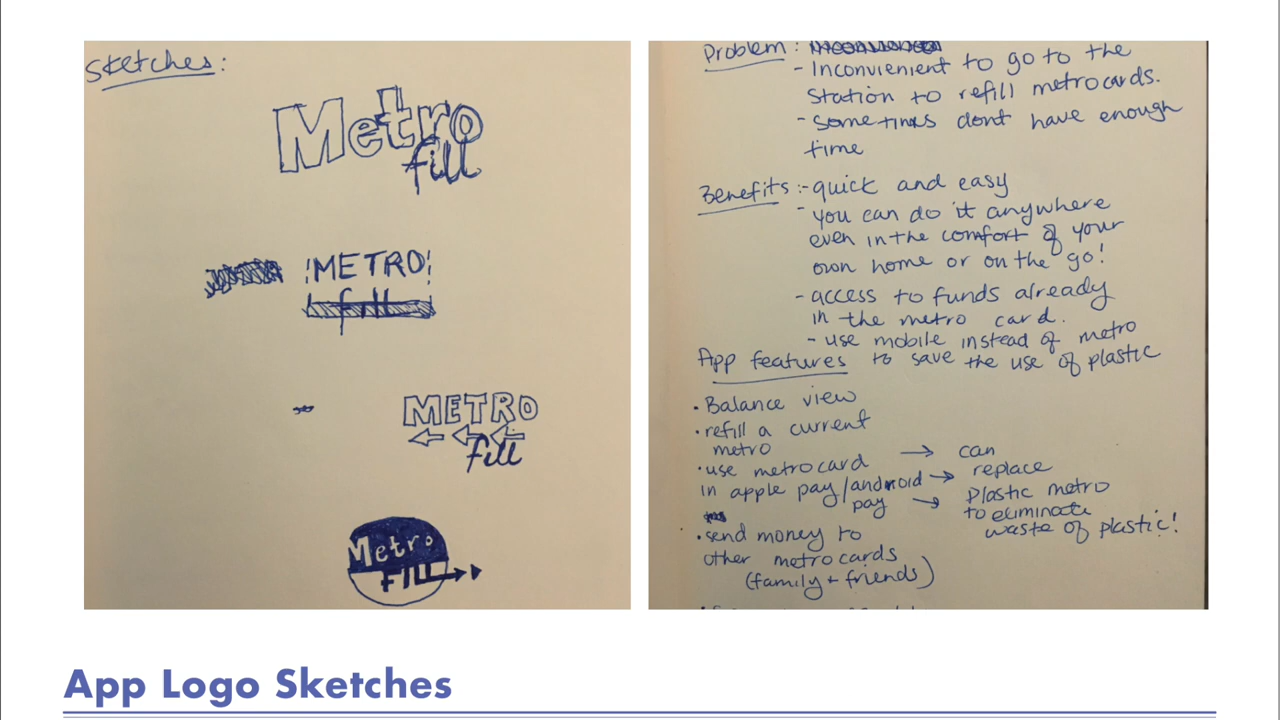 Sketches:
Metro
fill
METRO
fill
METRO
fill
Metro
FILL
Problem:
- Inconvienient to go to the
station to refill metrocards.
- sometimes dont have enough
time
Benefits :- quick and easy
- you can do it anywhere
even in the comfort of your
own home or on the go!
- access to funds already
in the metro card.
- use mobile instead of metro
to save the use of plastic
App features
• Balance view
• refill a current
metro
• use metrocard → can
in apple pay/android → replace
pay → Plastic metro
to eliminate
waste of plastic!
• send money to
other metrocards
(family + friends)
App Logo Sketches